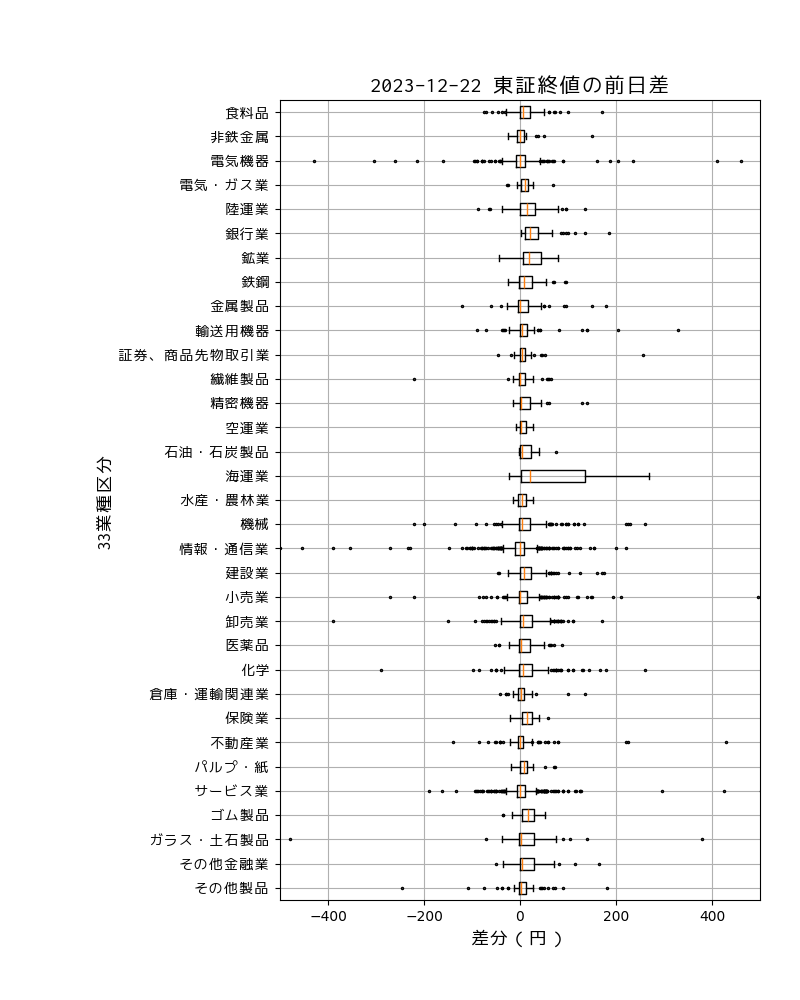 2023-12-22 東証終値の前日差
食料品
非鉄金属
電気機器
電気・ガス業
陸運業
銀行業
鉱業
鉄鋼
金属製品
輸送用機器
証券、商品先物取引業
繊維製品
精密機器
空運業
石油・石炭製品
海運業
水産・農林業
機械
情報・通信業
建設業
小売業
卸売業
医薬品
化学
倉庫・運輸関連業
保険業
不動産業
パルプ・紙
サービス業
ゴム製品
ガラス・土石製品
その他金融業
その他製品
33業種区分
−400 −200 0 200 400
差分(円)